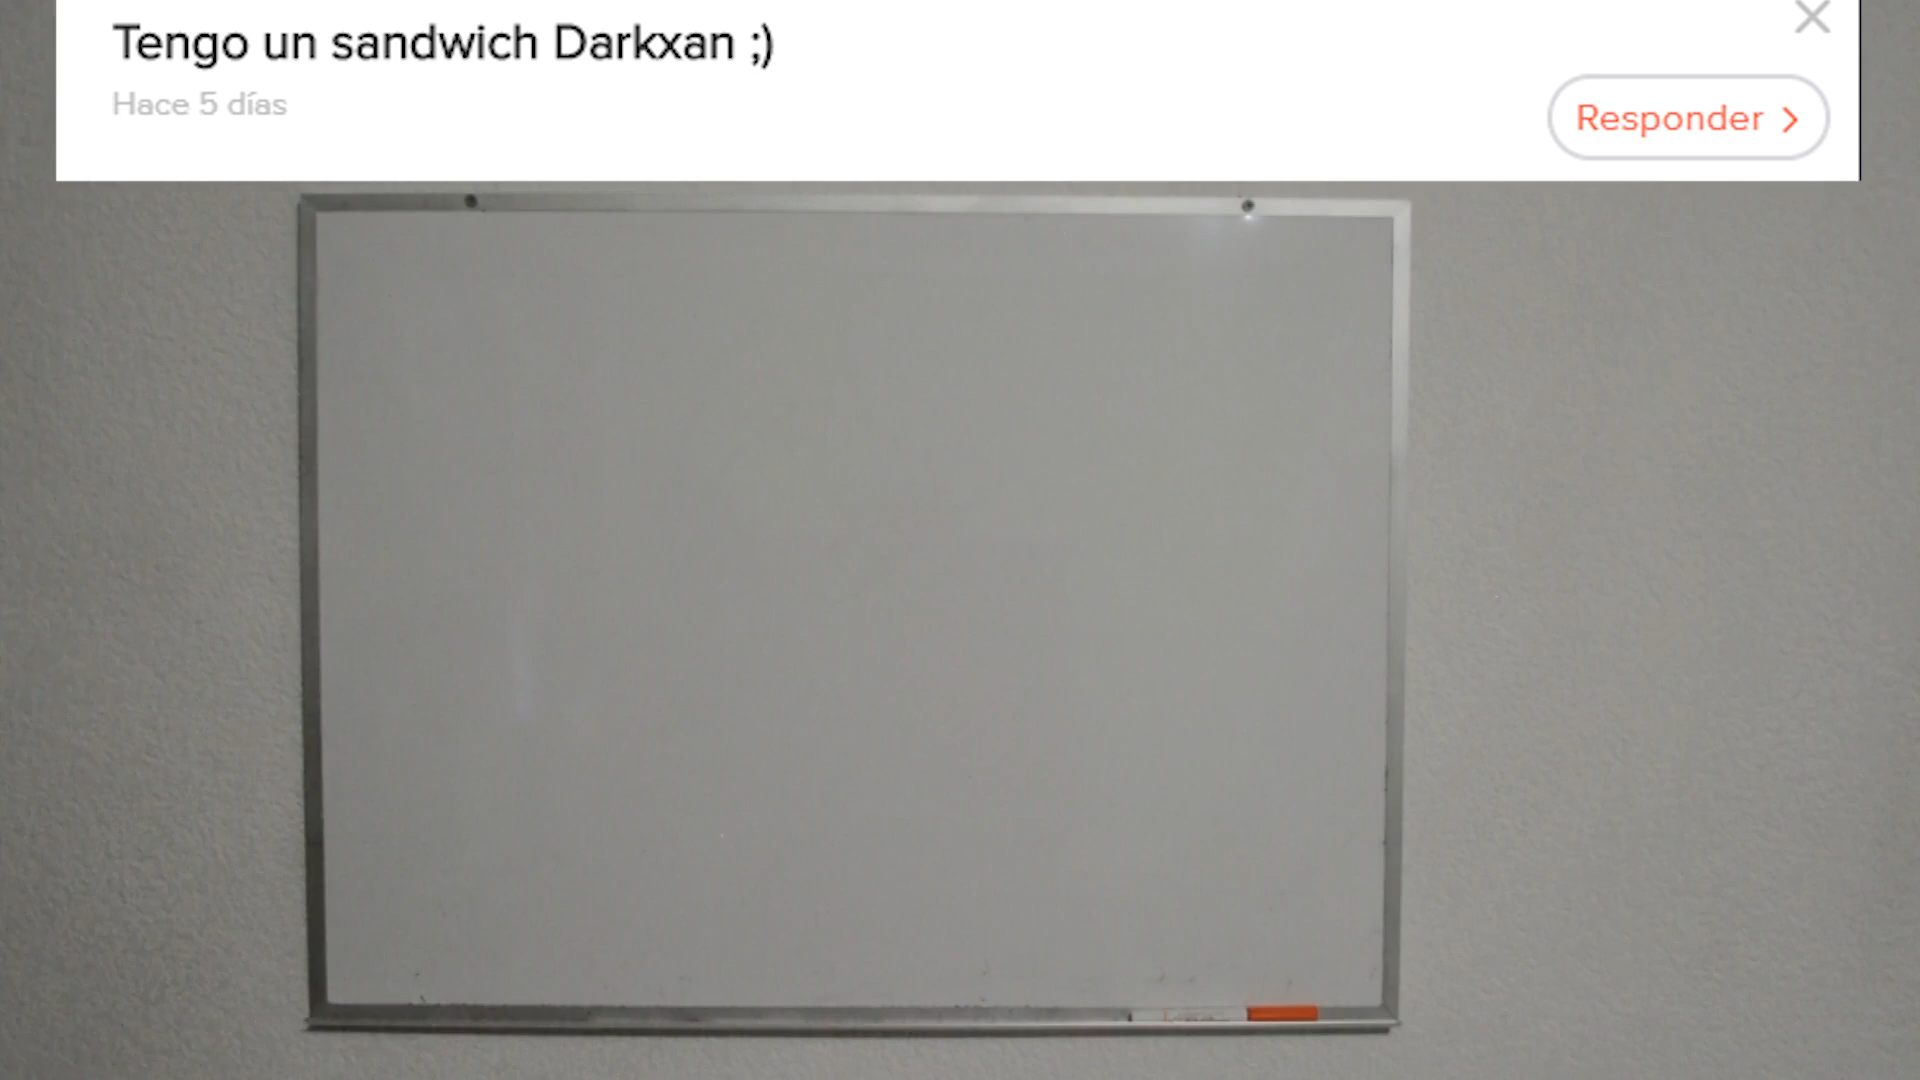 Tengo un sandwich Darkxan ;)
Hace 5 días
Responder >